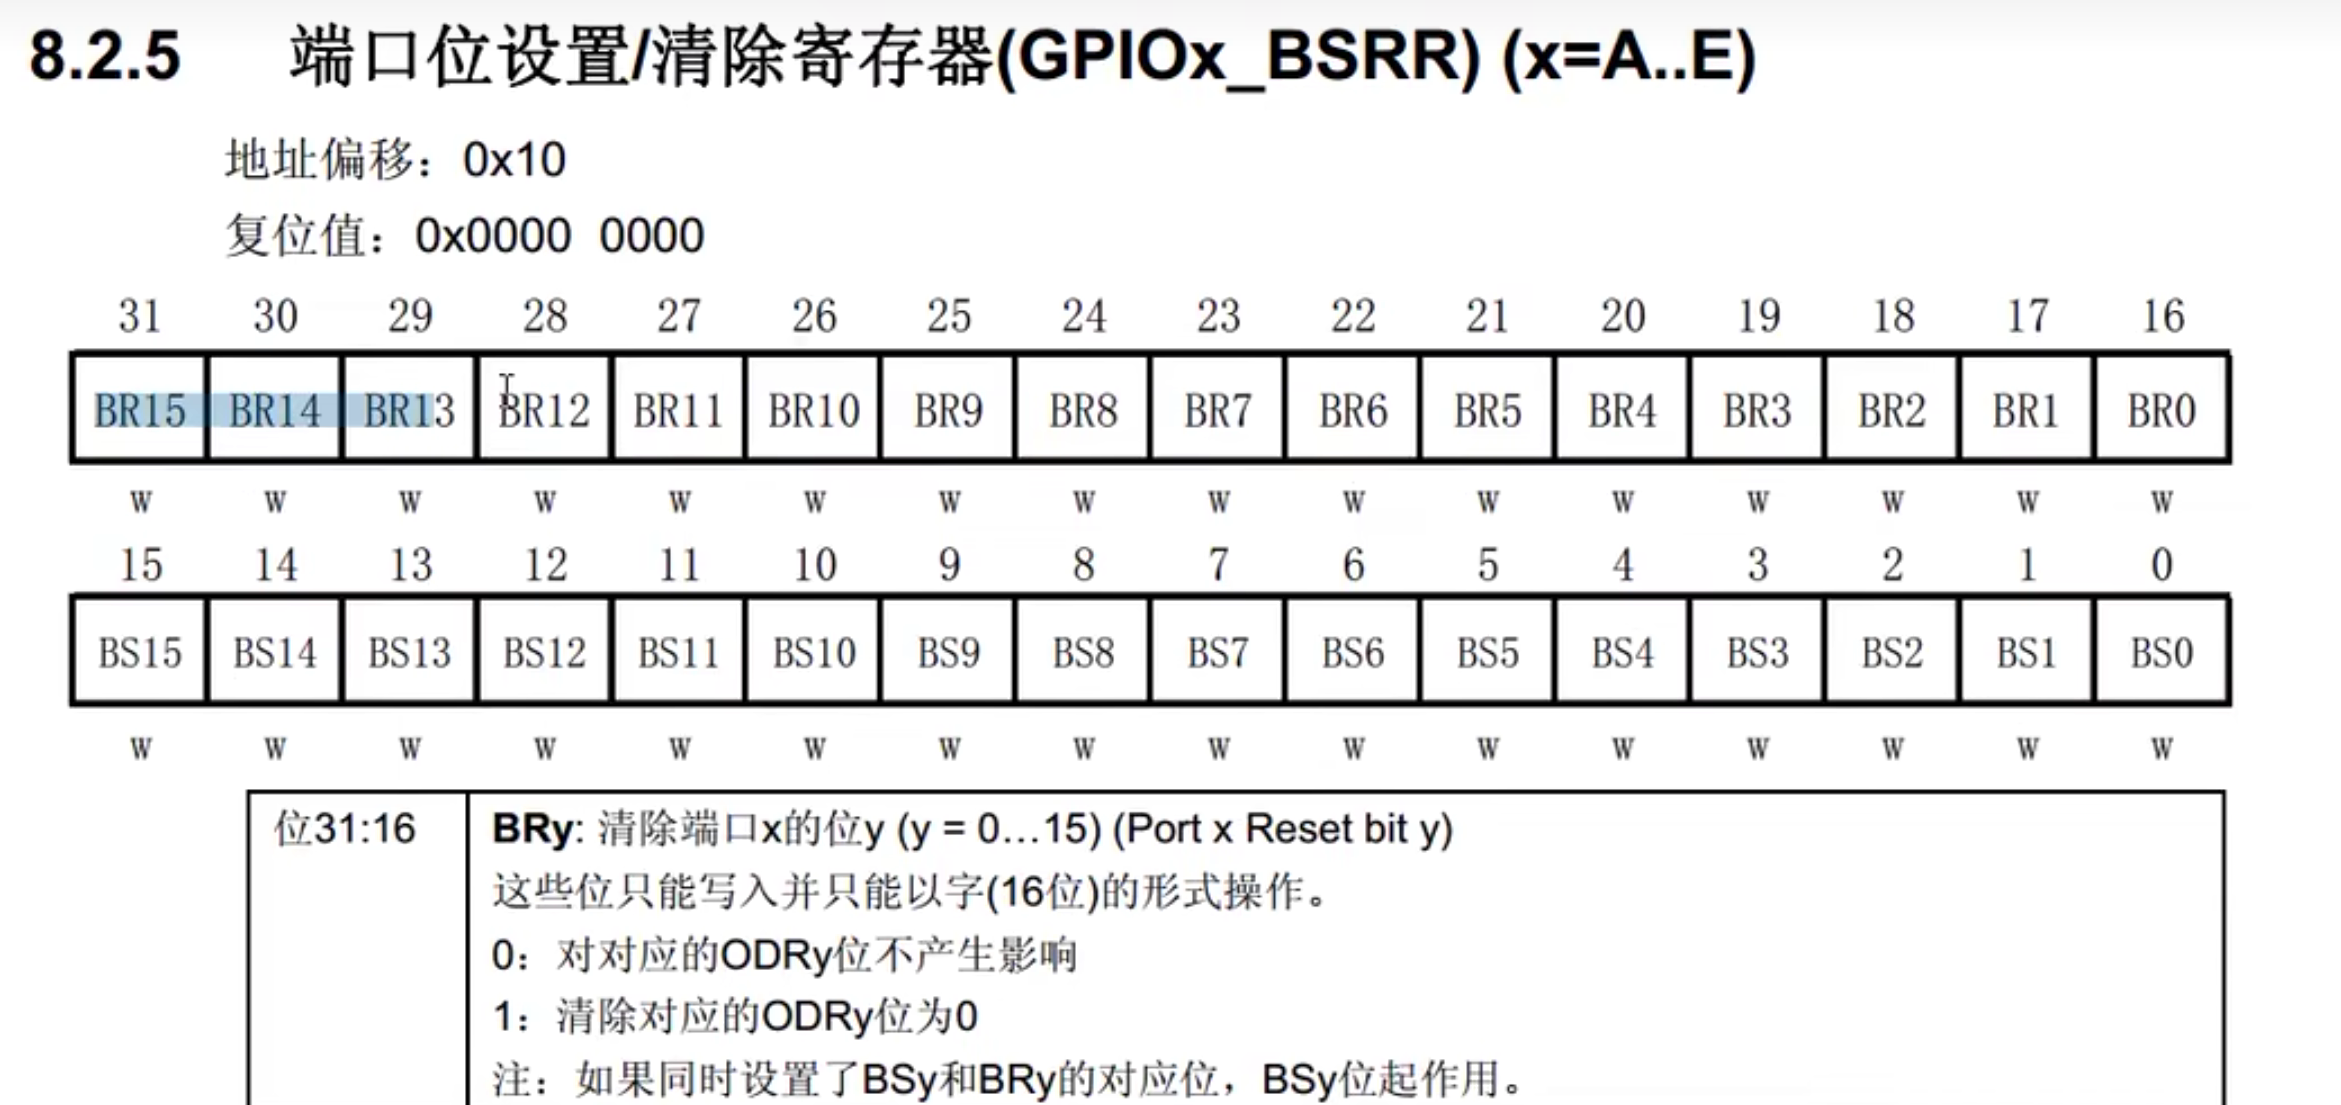 8.2.5 端口位设置/清除寄存器(GPIOx_BSRR) (x=A..E)
地址偏移：0x10
复位值：0x0000 0000
31 30 29 28 27 26 25 24 23 22 21 20 19 18 17 16
BR15 BR14 BR13 BR12 BR11 BR10 BR9 BR8 BR7 BR6 BR5 BR4 BR3 BR2 BR1 BR0
w w w w w w w w w w w w w w w w
15 14 13 12 11 10 9 8 7 6 5 4 3 2 1 0
BS15 BS14 BS13 BS12 BS11 BS10 BS9 BS8 BS7 BS6 BS5 BS4 BS3 BS2 BS1 BS0
w w w w w w w w w w w w w w w w
位31:16 BRy: 清除端口x的位y (y = 0…15) (Port x Reset bit y)
这些位只能写入并只能以字(16位)的形式操作。
0：对对应的ODRy位不产生影响
1：清除对应的ODRy位为0
注：如果同时设置了BSy和BRy的对应位，BSy位起作用。